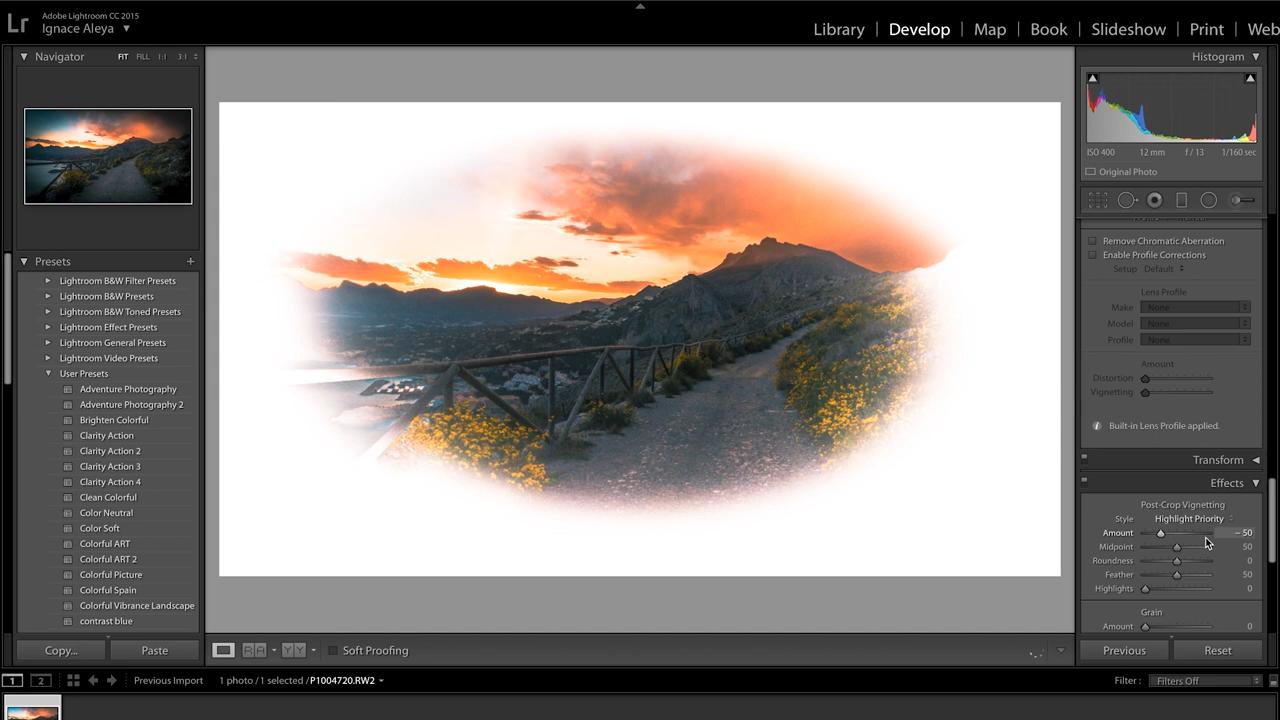 Lr
Adobe Lightroom CC 2015
Ignace Aleya
Library | Develop | Map | Book | Slideshow | Print | Web
Navigator FIT FILL 1:1 3:1
Presets +
Lightroom B&W Filter Presets
Lightroom B&W Presets
Lightroom B&W Toned Presets
Lightroom Effect Presets
Lightroom General Presets
Lightroom Video Presets
User Presets
Adventure Photography
Adventure Photography 2
Brighten Colorful
Clarity Action
Clarity Action 2
Clarity Action 3
Clarity Action 4
Clean Colorful
Color Neutral
Color Soft
Colorful ART
Colorful ART 2
Colorful Picture
Colorful Spain
Colorful Vibrance Landscape
contrast blue
Copy... Paste
R A Y Y Soft Proofing
Histogram
ISO 400 12 mm f / 13 1/160 sec
Original Photo
Remove Chromatic Aberration
Enable Profile Corrections
Setup Default
Lens Profile
Make None
Model None
Profile None
Amount
Distortion
Vignetting
Built-in Lens Profile applied.
Transform
Effects
Post-Crop Vignetting
Style Highlight Priority
Amount – 50
Midpoint 50
Roundness 0
Feather 50
Highlights 0
Grain
Amount 0
Previous Reset
1 2 Previous Import 1 photo / 1 selected / P1004720.RW2 Filter : Filters Off